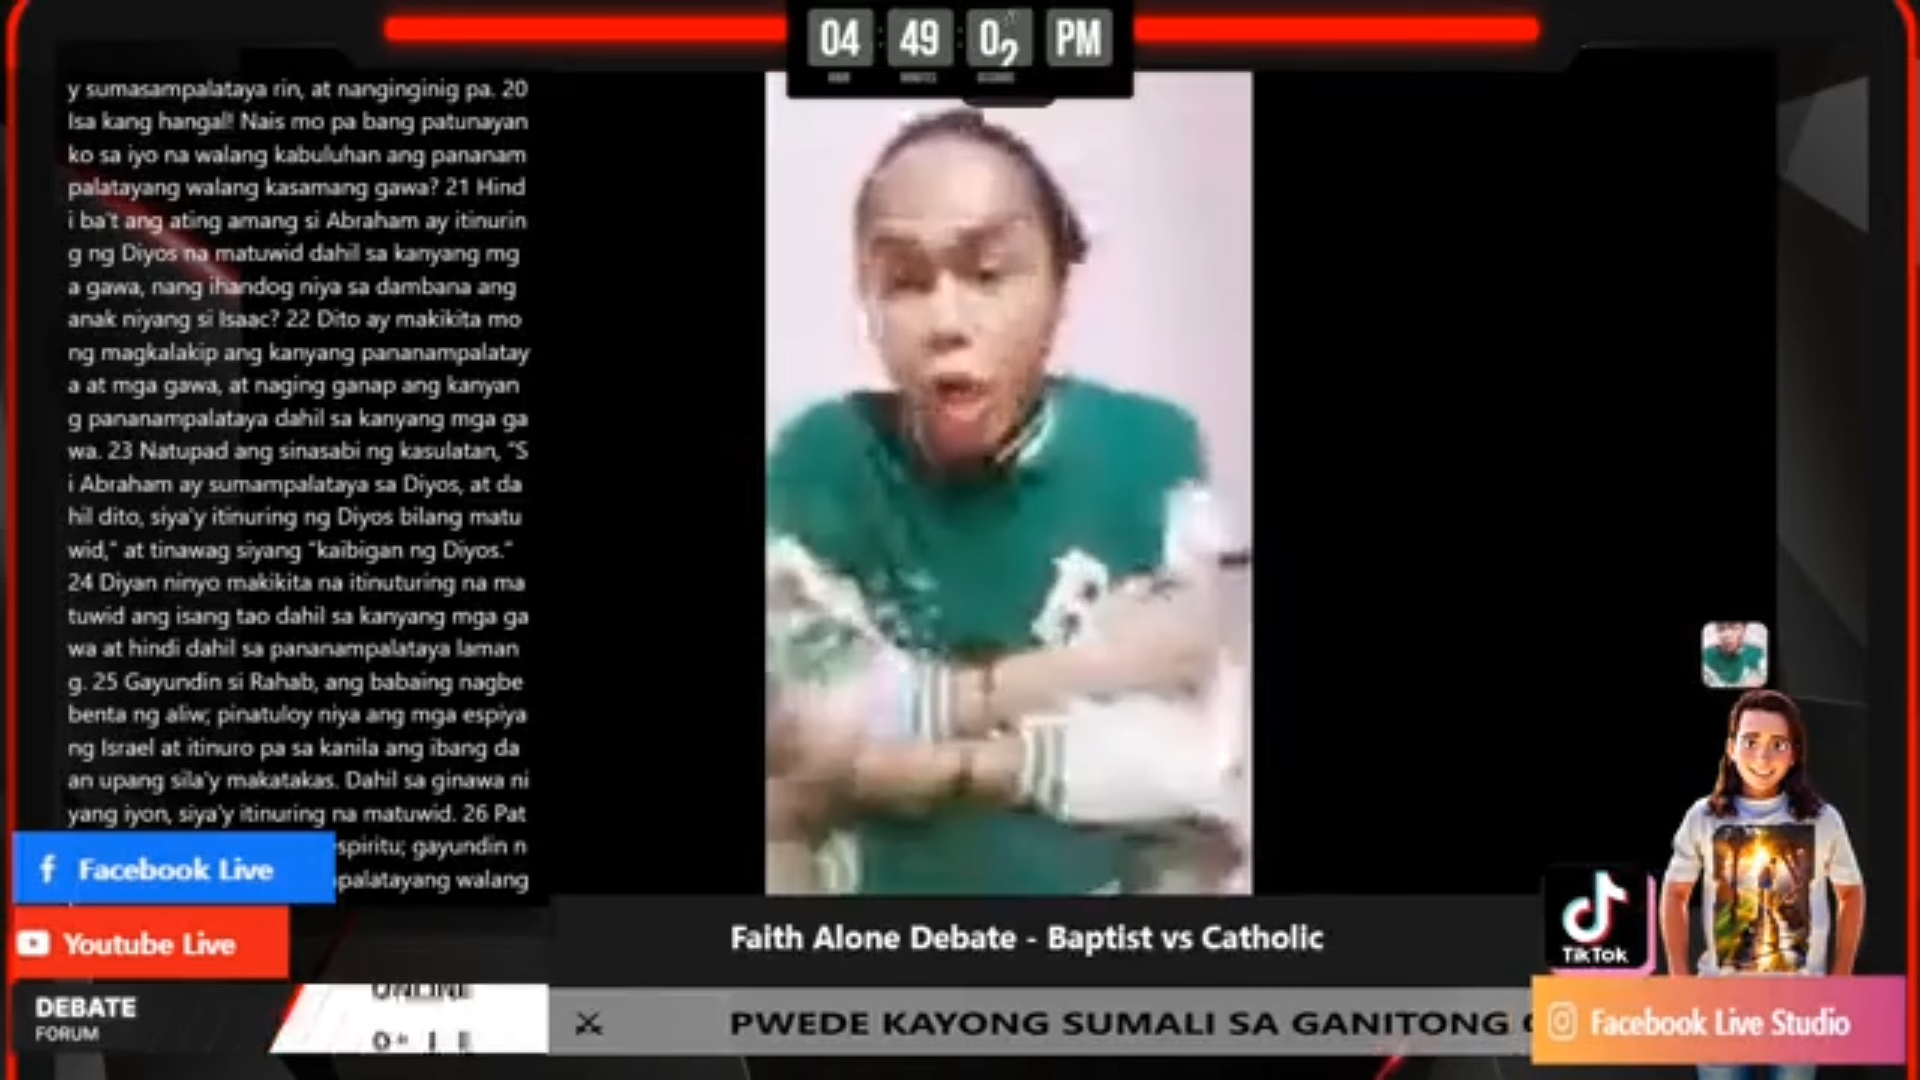 04 49 02 PM
y sumasampalataya rin, at nanginginig pa. 20
Isa kang hangal! Nais mo pa bang patunayan
ko sa iyo na walang kabuluhan ang pananam
palatayang walang kasamang gawa? 21 Hind
i ba't ang ating amang si Abraham ay itinurin
g ng Diyos na matuwid dahil sa kanyang mg
a gawa, nang ihandog niya sa dambana ang
anak niyang si Isaac? 22 Dito ay makikita mo
ng magkalakip ang kanyang pananampalatay
a at mga gawa, at naging ganap ang kanyan
g pananampalataya dahil sa kanyang mga ga
wa. 23 Natupad ang sinasabi ng kasulatan, “S
i Abraham ay sumampalataya sa Diyos, at da
hil dito, siya'y itinuring ng Diyos bilang matu
wid,” at tinawag siyang “kaibigan ng Diyos.”
24 Diyan ninyo makikita na itinuturing na ma
tuwid ang isang tao dahil sa kanyang mga ga
wa at hindi dahil sa pananampalataya laman
g. 25 Gayundin si Rahab, ang babaing nagbe
benta ng aliw; pinatuloy niya ang mga espiya
ng Israel at itinuro pa sa kanila ang ibang da
an upang sila'y makatakas. Dahil sa ginawa ni
yang iyon, siya'y itinuring na matuwid. 26 Pat
spiritu; gayundin n
palatayang walang
Facebook Live
Youtube Live
Faith Alone Debate - Baptist vs Catholic
TikTok
DEBATE
FORUM
PWEDE KAYONG SUMALI SA GANITONG
Facebook Live Studio